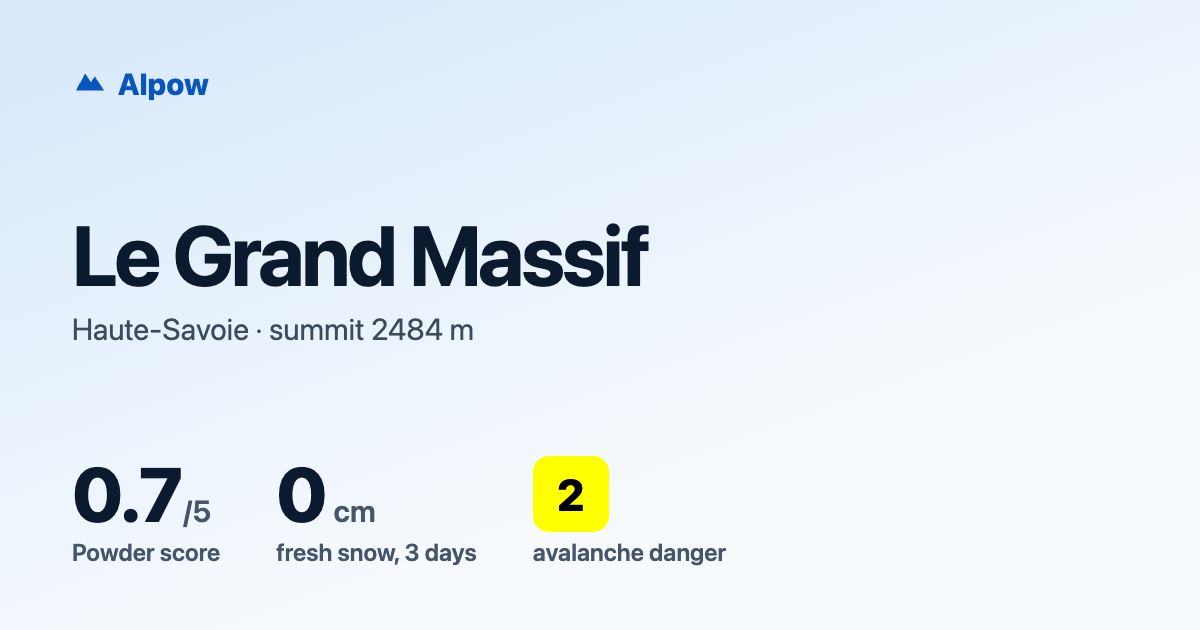 Alpow
Le Grand Massif
Haute-Savoie · summit 2484 m
0.7/5 0 cm 2
Powder score fresh snow, 3 days avalanche danger